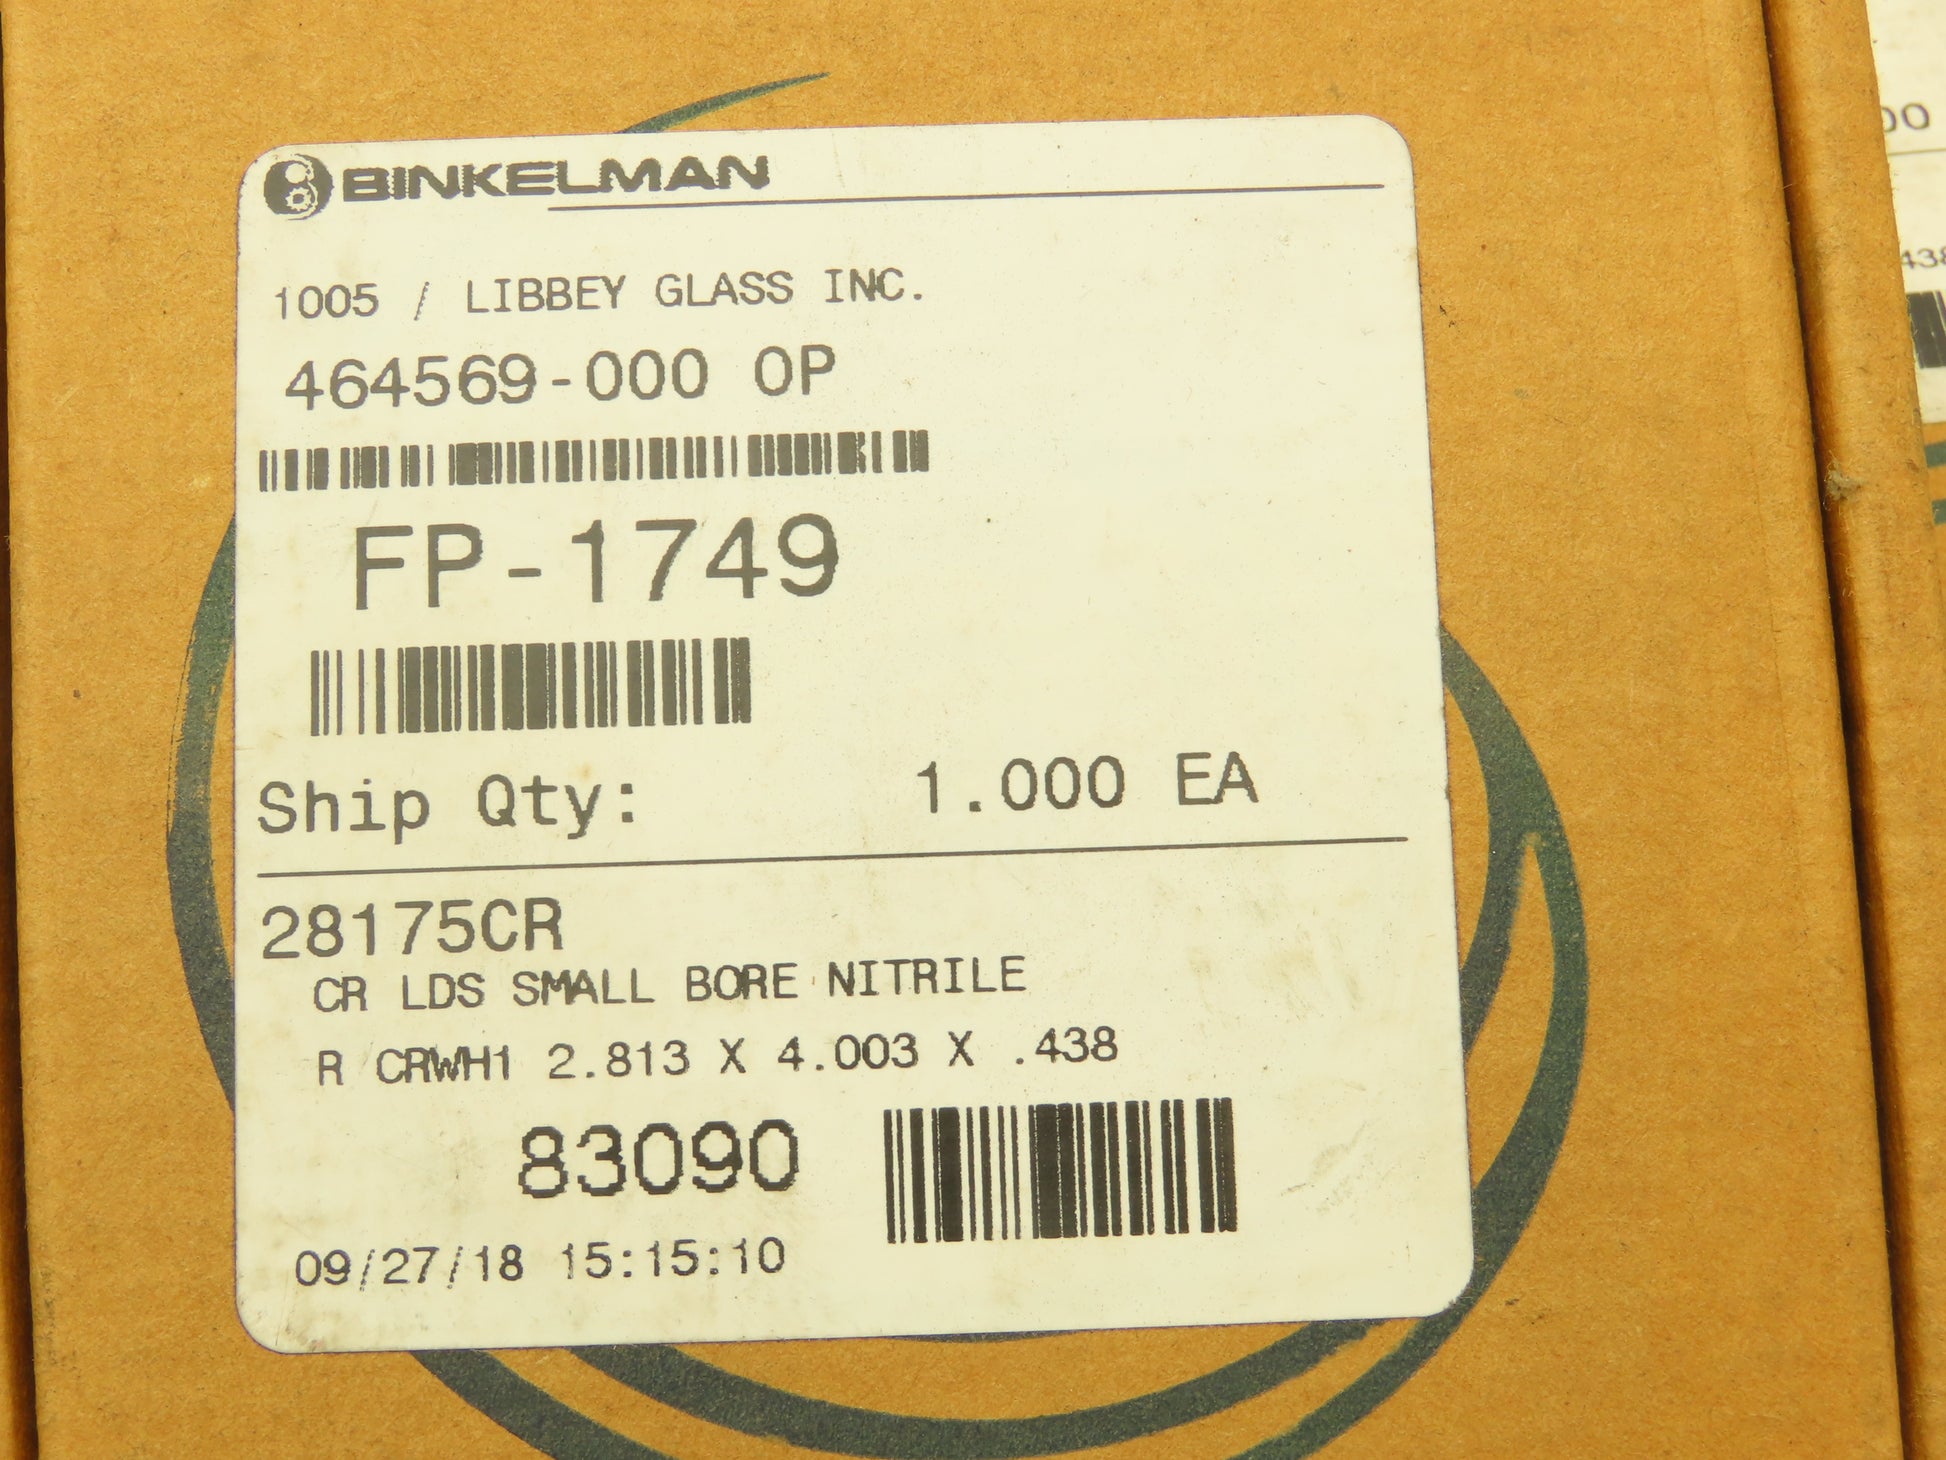 BINKELMAN
1005 / LIBBEY GLASS INC.
464569-000 OP
FP-1749
Ship Qty: 1.000 EA
28175CR
CR LDS SMALL BORE NITRILE
R CRWH1 2.813 X 4.003 X .438
83090
09/27/18 15:15:10